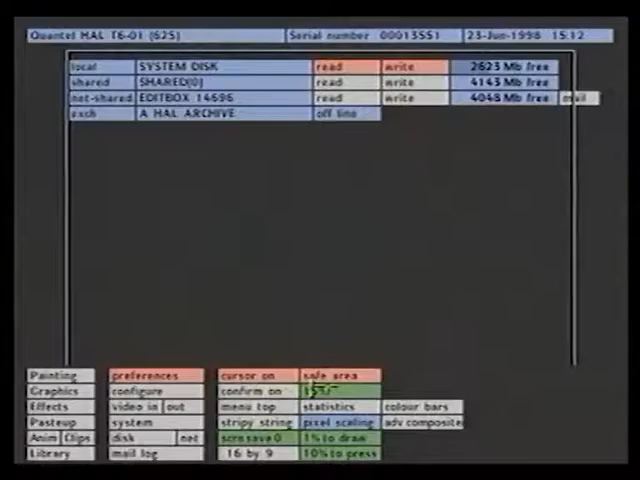 Quantel HAL T6-01 (625) Serial number 00013551 23-Jun-1998 15:12
local SYSTEM DISK read write 2623 Mb free
shared SHARED[0] read write 4143 Mb free
net-shared EDITBOX 14696 read write 4048 Mb free mail
exch A HAL ARCHIVE off line
Painting preferences cursor on safe area
Graphics configure confirm on
Effects video in out menu top statistics colour bars
Pasteup system stripy string pixel scaling adv composite
Anim Clips disk net scrn save 0 1% to draw
Library mail log 16 by 9 10% to press